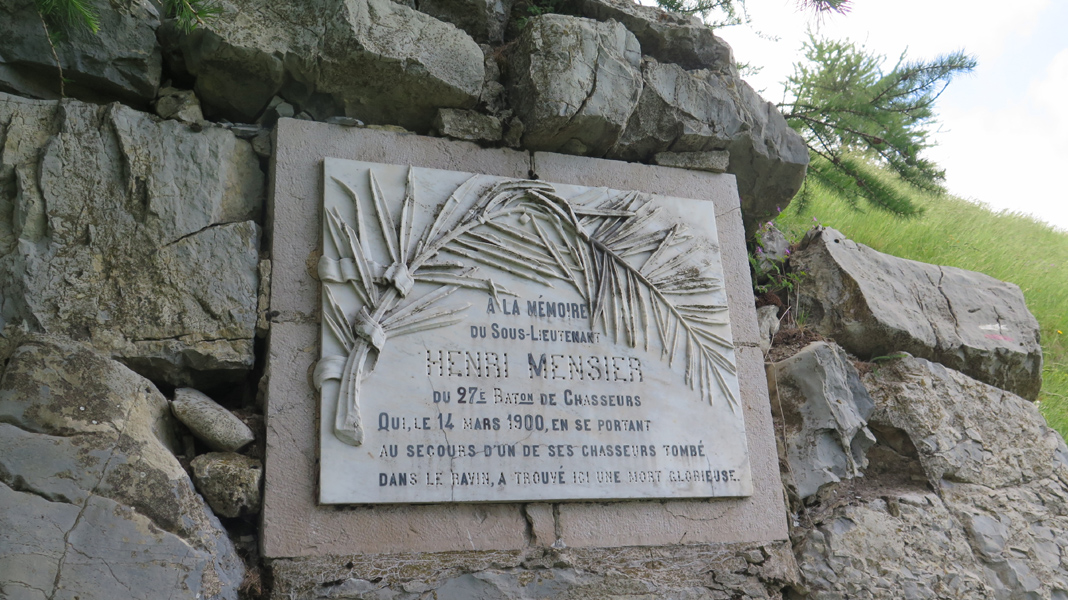 À LA MÉMOIRE
DU SOUS-LIEUTENANT
HENRI MENSIER
DU 27E BATON DE CHASSEURS
QUI, LE 14 MARS 1900, EN SE PORTANT
AU SECOURS D'UN DE SES CHASSEURS TOMBÉ
DANS LE RAVIN, A TROUVÉ ICI UNE MORT GLORIEUSE.